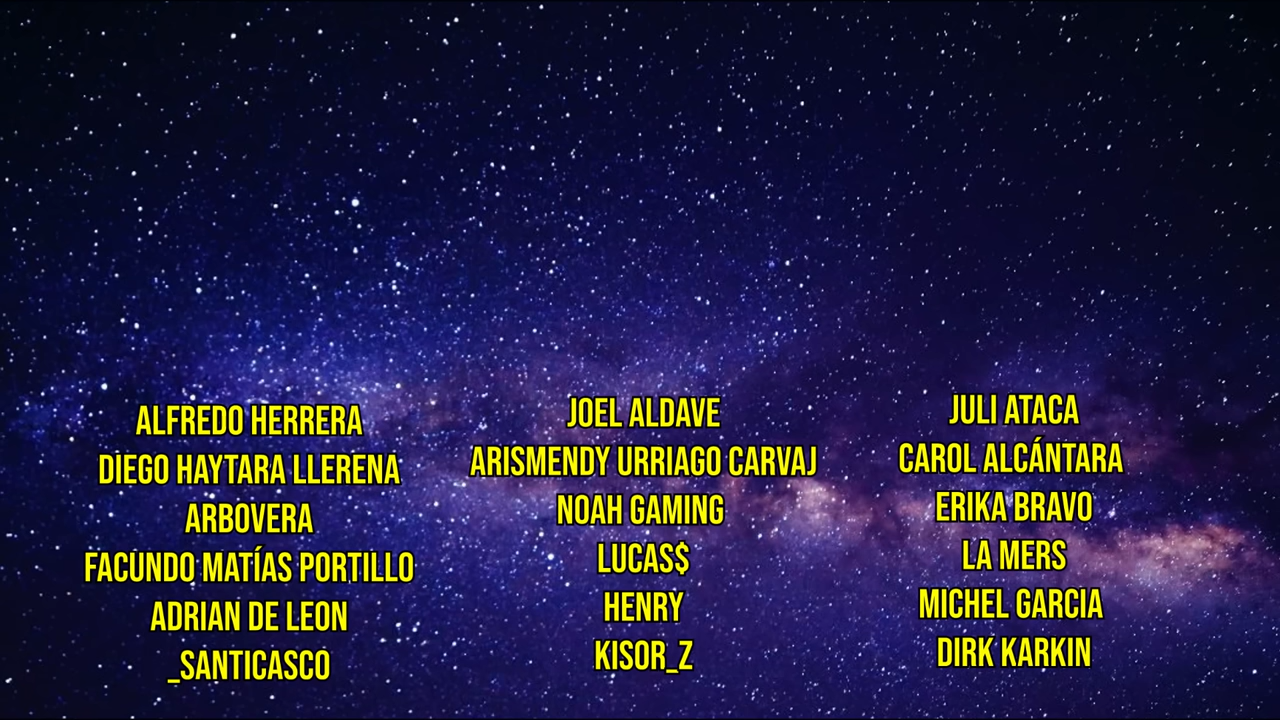 ALFREDO HERRERA
DIEGO HAYTARA LLERENA
ARBOVERA
FACUNDO MATÍAS PORTILLO
ADRIAN DE LEON
_SANTICASCO
JOEL ALDAVE
ARISMENDY URRIAGO CARVAJ
NOAH GAMING
LUCAS$
HENRY
KISOR_Z
JULI ATACA
CAROL ALCÁNTARA
ERIKA BRAVO
LA MERS
MICHEL GARCIA
DIRK KARKIN